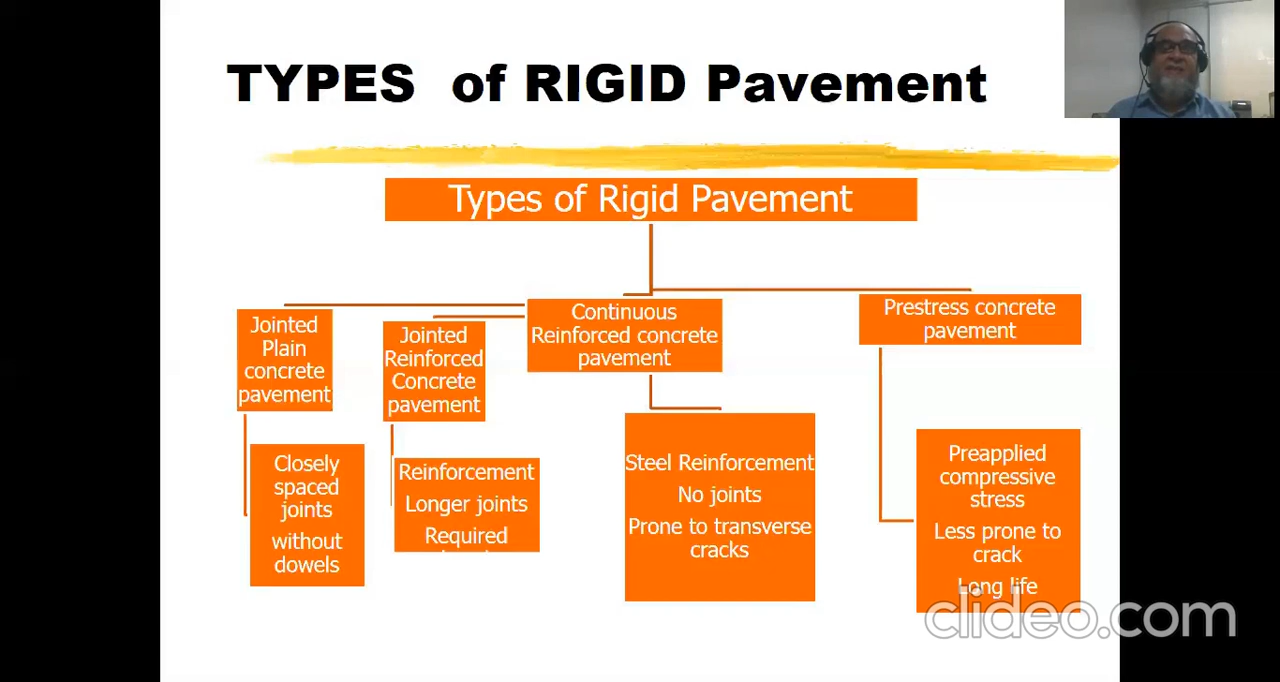 TYPES of RIGID Pavement
Types of Rigid Pavement
Jointed
Plain
concrete
pavement
Closely
spaced
joints
without
dowels
Jointed
Reinforced
Concrete
pavement
Reinforcement
Longer joints
Required
Continuous
Reinforced concrete
pavement
Steel Reinforcement
No joints
Prone to transverse
cracks
Prestress concrete
pavement
Preapplied
compressive
stress
Less prone to
crack
Long life
clideo.com